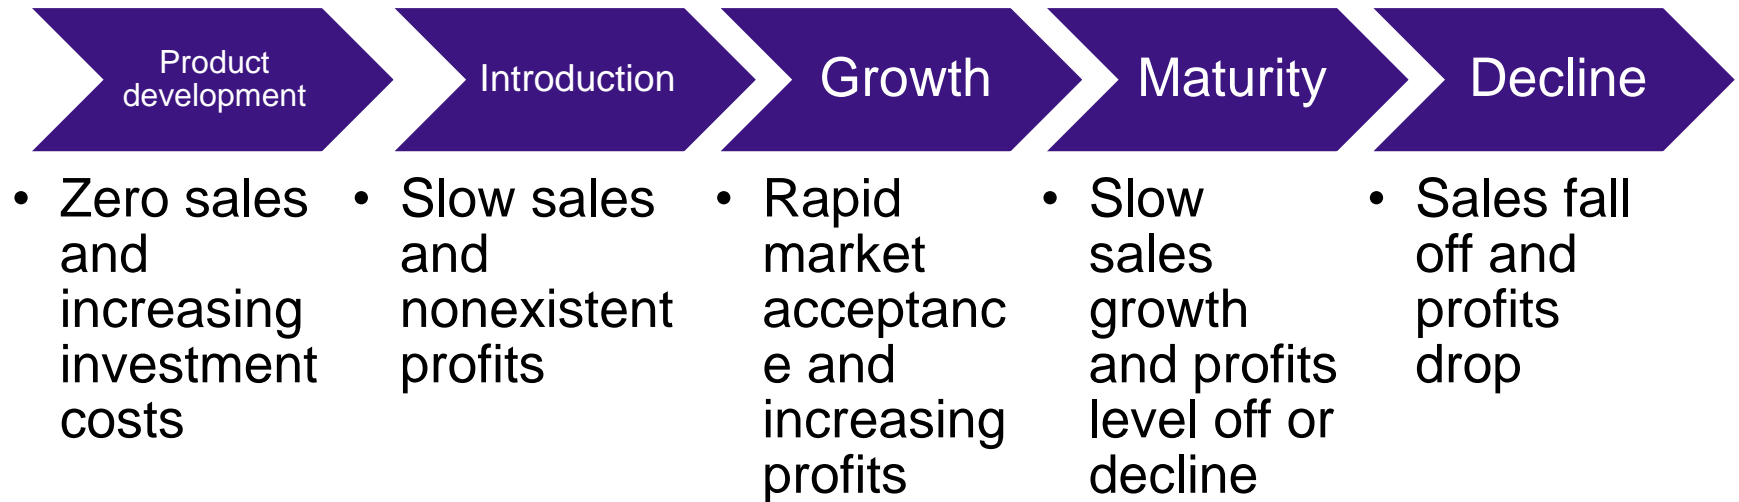 Product
development
Introduction
Growth
Maturity
Decline
• Zero sales
and
increasing
investment
costs
• Slow sales
and
nonexistent
profits
• Rapid
market
acceptanc
e and
increasing
profits
• Slow
sales
growth
and profits
level off or
decline
• Sales fall
off and
profits
drop